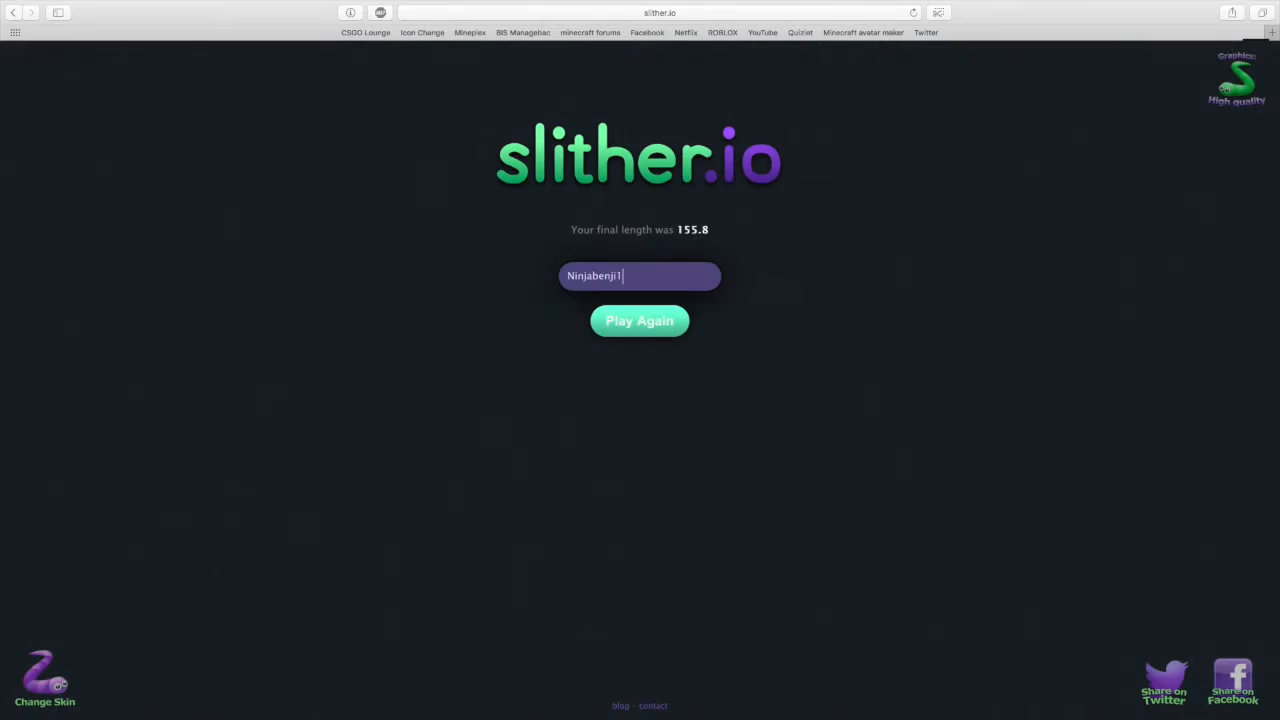 slither.io
CSGO Lounge Icon Change Mineplex BIS Managebac minecraft forums Facebook Netflix ROBLOX YouTube Quizlet Minecraft avatar maker Twitter
Graphics:
High quality
slither.io
Your final length was 155.8
Ninjabenji1
Play Again
Change Skin
blog - contact
Share on
Twitter
Share on
Facebook